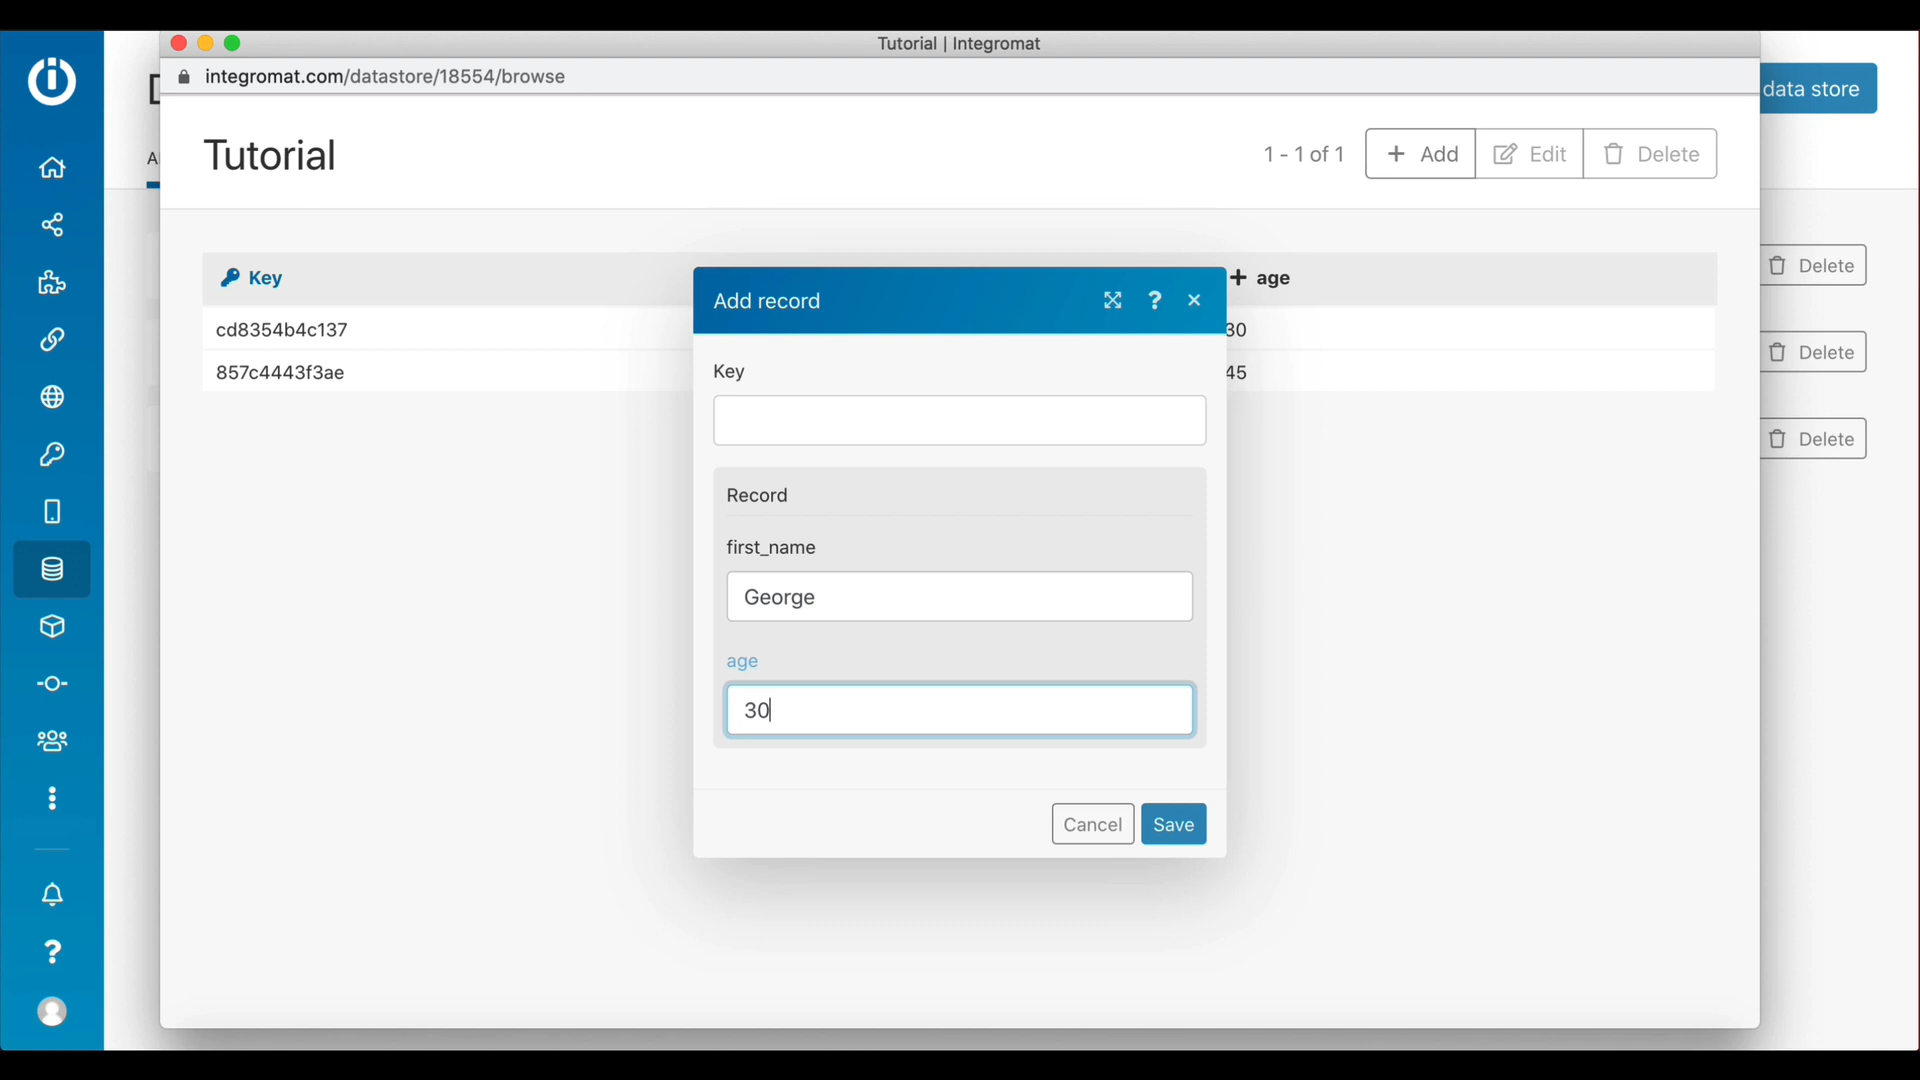 Tutorial | Integromat
integromat.com/datastore/18554/browse
data store
Tutorial
1 - 1 of 1
Add
Edit
Delete
Key
age
cd8354b4c137
30
857c4443f3ae
45
Delete
Delete
Delete
Add record
Key
Record
first_name
George
age
30
Cancel
Save